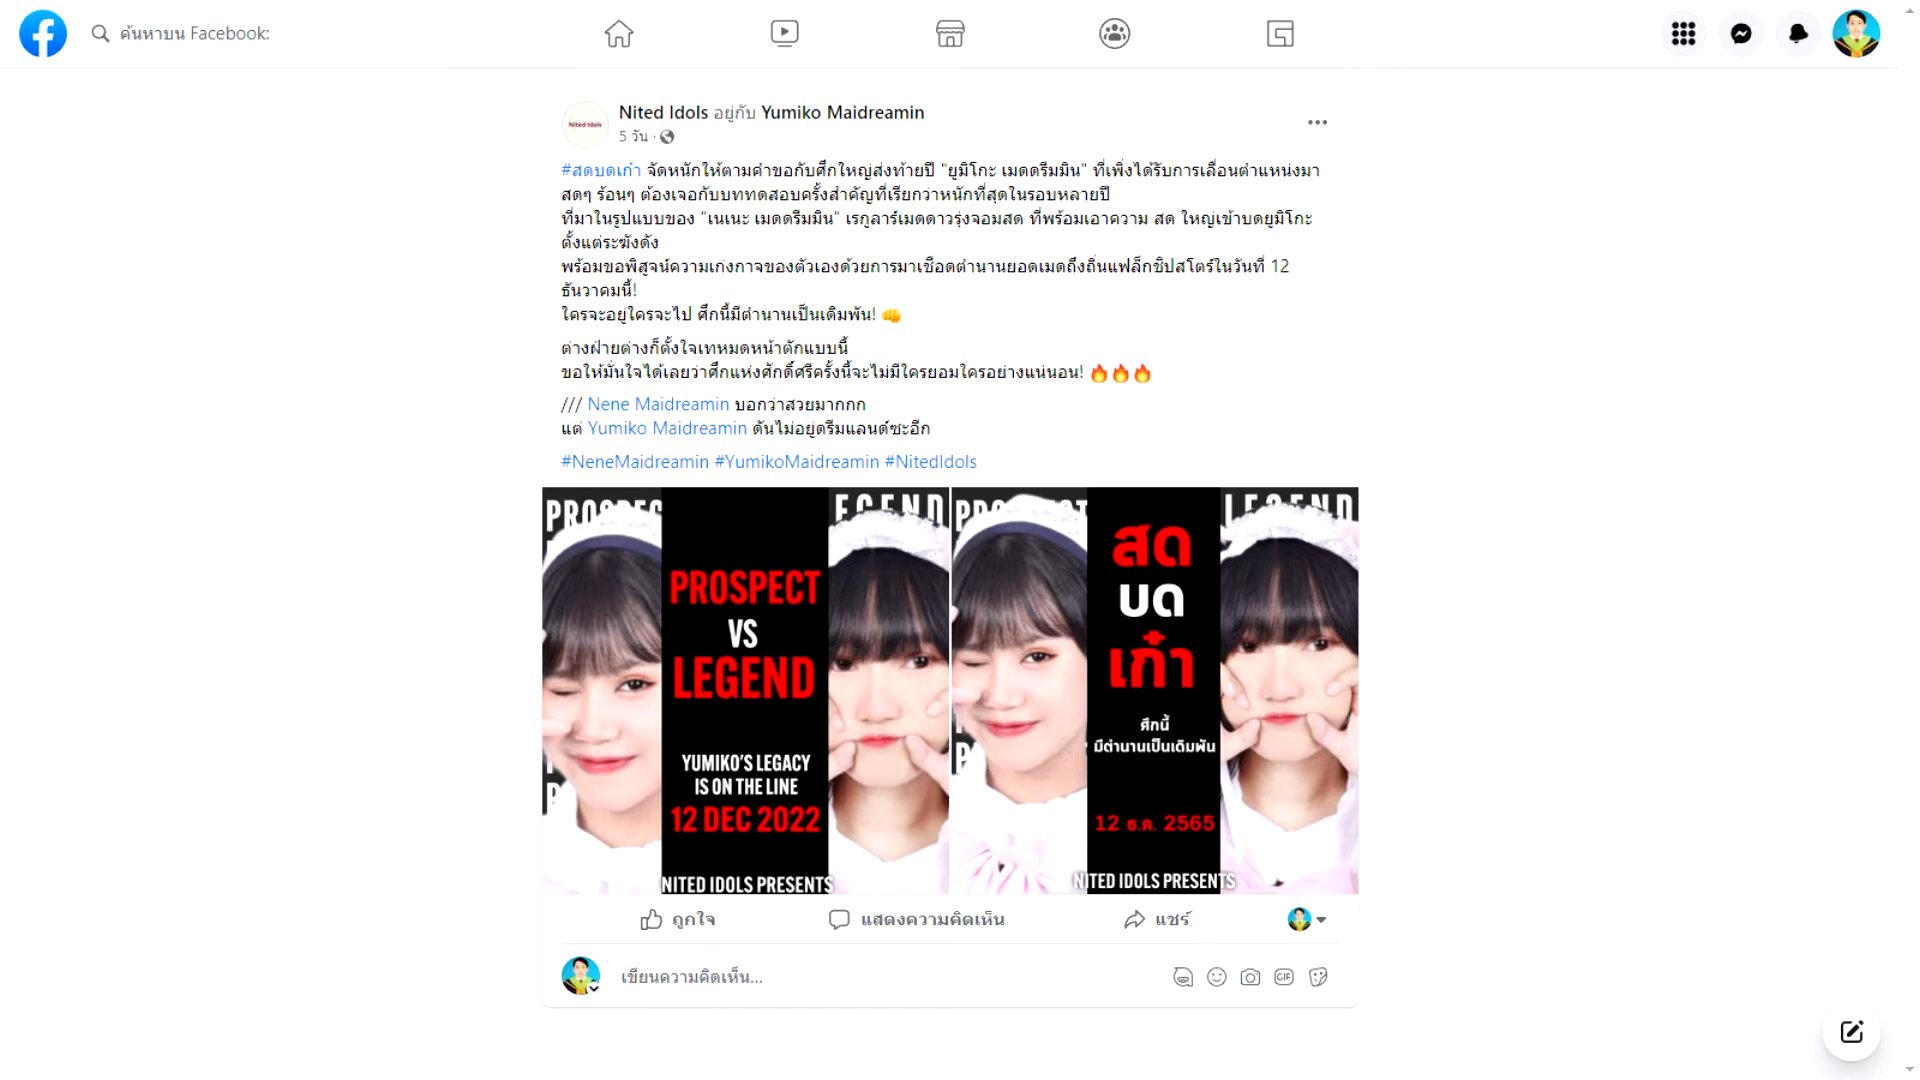 ค้นหาบน Facebook:
Nited Idols อยู่กับ Yumiko Maidreamin
Nited Idols
5 วัน ·
#สดบดเก๋า จัดหนักให้ตามคำขอกับศึกใหญ่ส่งท้ายปี "ยูมิโกะ เมดดรีมมิน" ที่เพิ่งได้รับการเลื่อนตำแหน่งมา
สดๆ ร้อนๆ ต้องเจอกับบททดสอบครั้งสำคัญที่เรียกว่าหนักที่สุดในรอบหลายปี
ที่มาในรูปแบบของ "เนเนะ เมดดรีมมิน" เรกูลาร์เมดดาวรุ่งจอมสด ที่พร้อมเอาความ สด ใหญ่เข้าบดยูมิโกะ
ตั้งแต่ระฆังดัง
พร้อมขอพิสูจน์ความเก่งกาจของตัวเองด้วยการมาเชือดตำนานยอดเมดถึงถิ่นแฟล็กชิปสโตร์ในวันที่ 12
ธันวาคมนี้!
ใครจะอยู่ใครจะไป ศึกนี้มีตำนานเป็นเดิมพัน! 👊
ต่างฝ่ายต่างก็ตั้งใจเทหมดหน้าตักแบบนี้
ขอให้มั่นใจได้เลยว่าศึกแห่งศักดิ์ศรีครั้งนี้จะไม่มีใครยอมใครอย่างแน่นอน! 🔥🔥🔥
/// Nene Maidreamin บอกว่าสวยมากกก
แต่ Yumiko Maidreamin ดันไม่อยู่ดรีมแลนด์ซะอีก
#NeneMaidreamin #YumikoMaidreamin #NitedIdols
PROSPECT
VS
LEGEND
YUMIKO'S LEGACY
IS ON THE LINE
12 DEC 2022
NITED IDOLS PRESENTS
สด
บด
เก๋า
ศึกนี้
มีตำนานเป็นเดิมพัน
12 ธ.ค. 2565
NITED IDOLS PRESENTS
ถูกใจ
แสดงความคิดเห็น
แชร์
เขียนความคิดเห็น...
GIF